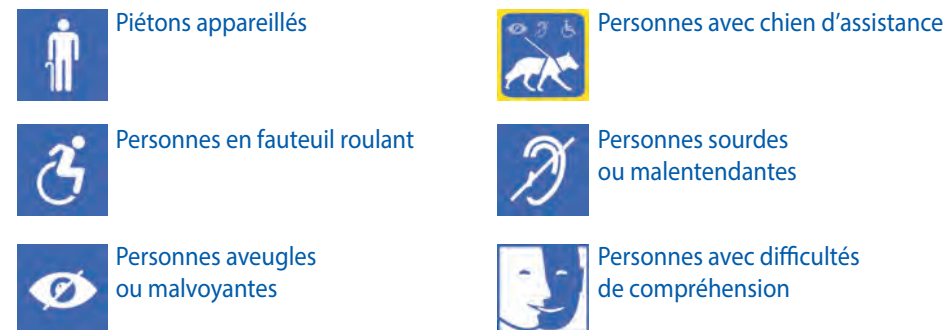 Piétons appareillés
Personnes avec chien d’assistance
Personnes en fauteuil roulant
Personnes sourdes
ou malentendantes
Personnes aveugles
ou malvoyantes
Personnes avec difficultés
de compréhension